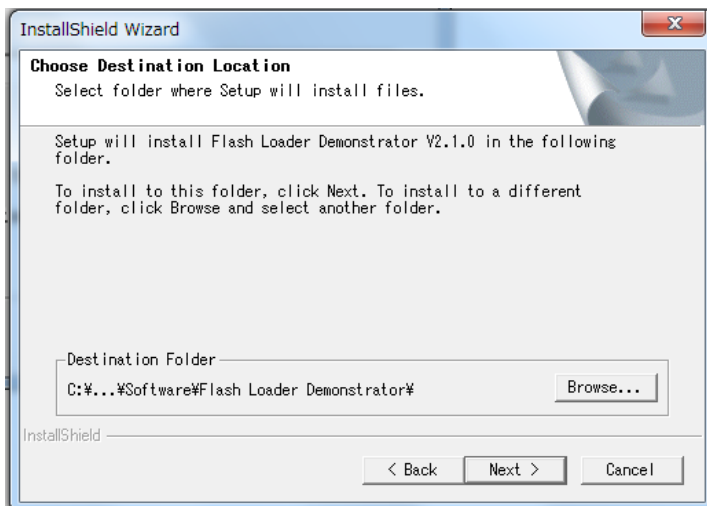 InstallShield Wizard
Choose Destination Location
Select folder where Setup will install files.
Setup will install Flash Loader Demonstrator V2.1.0 in the following
folder.
To install to this folder, click Next. To install to a different
folder, click Browse and select another folder.
Destination Folder
C:¥...¥Software¥Flash Loader Demonstrator¥
Browse...
InstallShield
< Back
Next >
Cancel